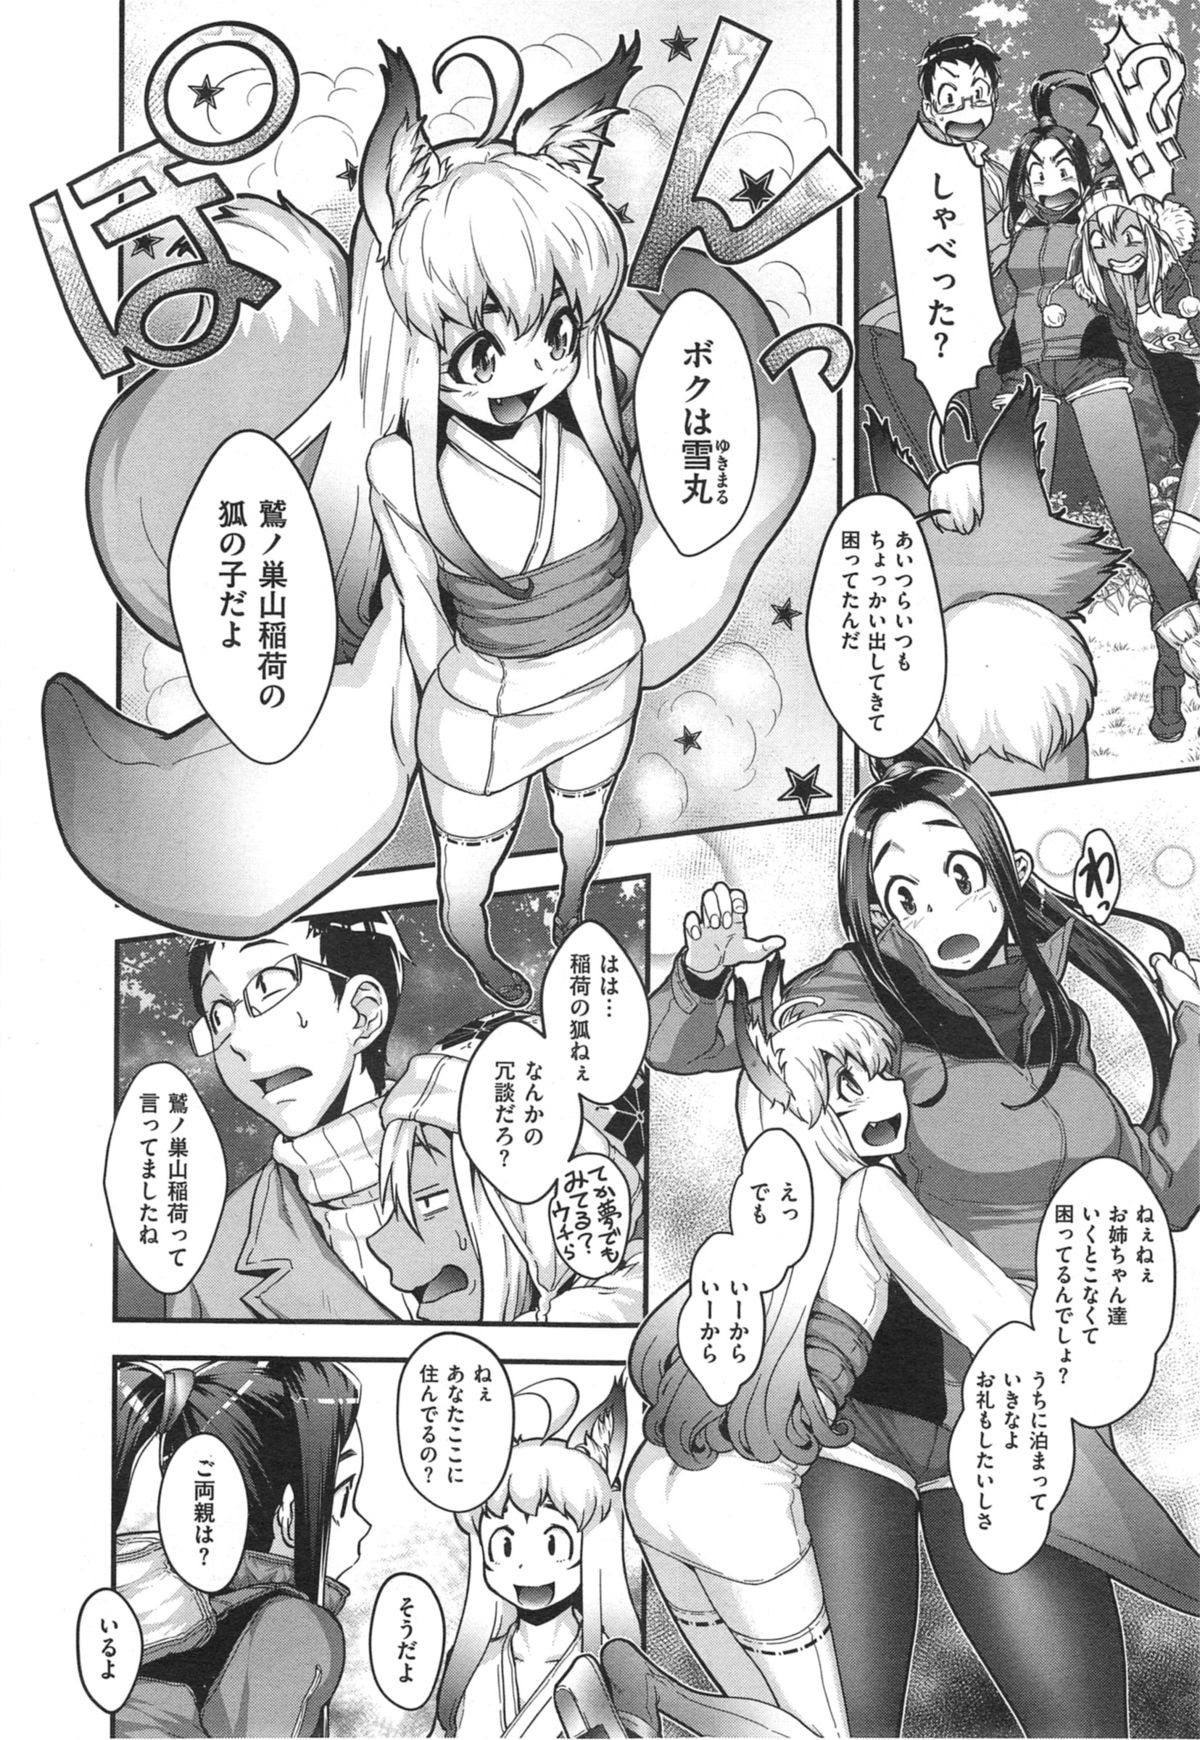 !!?
しゃべった？
あいつらいつも
ちょっかい出してきて
困ってたんだ
ぽんっ
ボクは雪丸
ゆきまる
鷲ノ巣山稲荷の
狐の子だよ
わっ
ねぇねぇ
お姉ちゃん達
いくとこなくて
困ってるんでしょ？
うちに泊まって
いきなよ
お礼もしたいしさ
えっ
でも
いーから
いーから
はは…
稲荷の狐ねぇ
なんかの
冗談だろ？
てか夢でも
みてる？
ウチら
鷲ノ巣山稲荷って
言ってましたね
ねぇ
あなたここに
住んでるの？
そうだよ
ご両親は？
いるよ